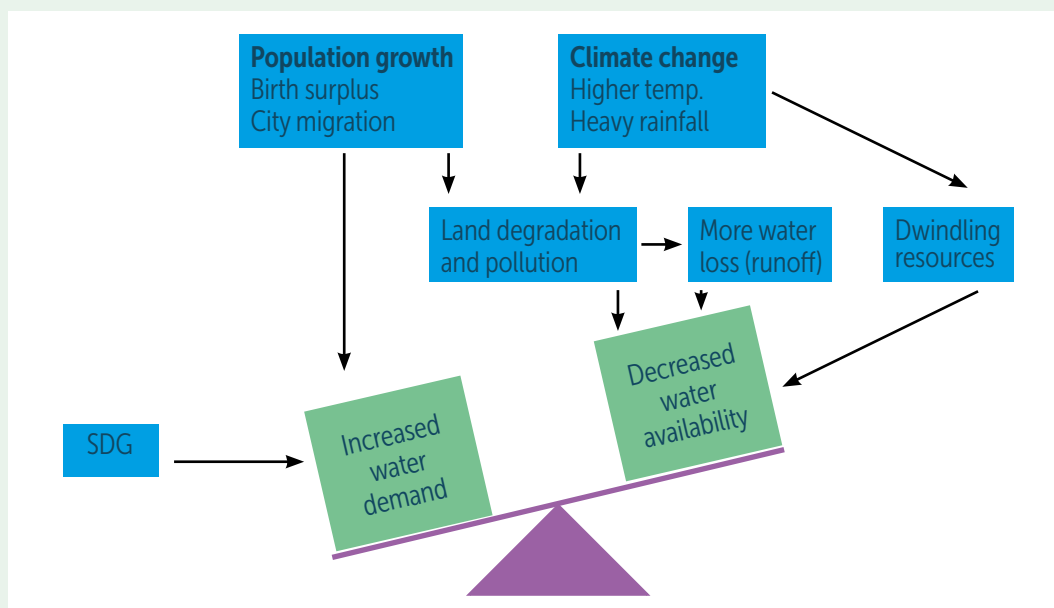 Population growth
Birth surplus
City migration
Climate change
Higher temp.
Heavy rainfall
Land degradation
and pollution
More water
loss (runoff)
Dwindling
resources
Decreased
water
availability
Increased
water
demand
SDG